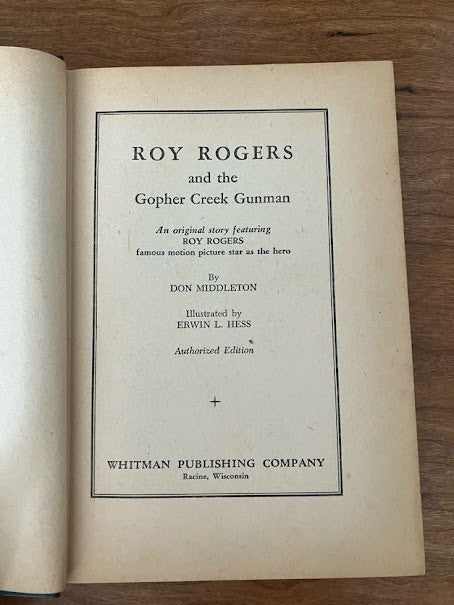 ROY ROGERS
and the
Gopher Creek Gunman
An original story featuring
ROY ROGERS
famous motion picture star as the hero
By
DON MIDDLETON
Illustrated by
ERWIN L. HESS
Authorized Edition
+
WHITMAN PUBLISHING COMPANY
Racine, Wisconsin